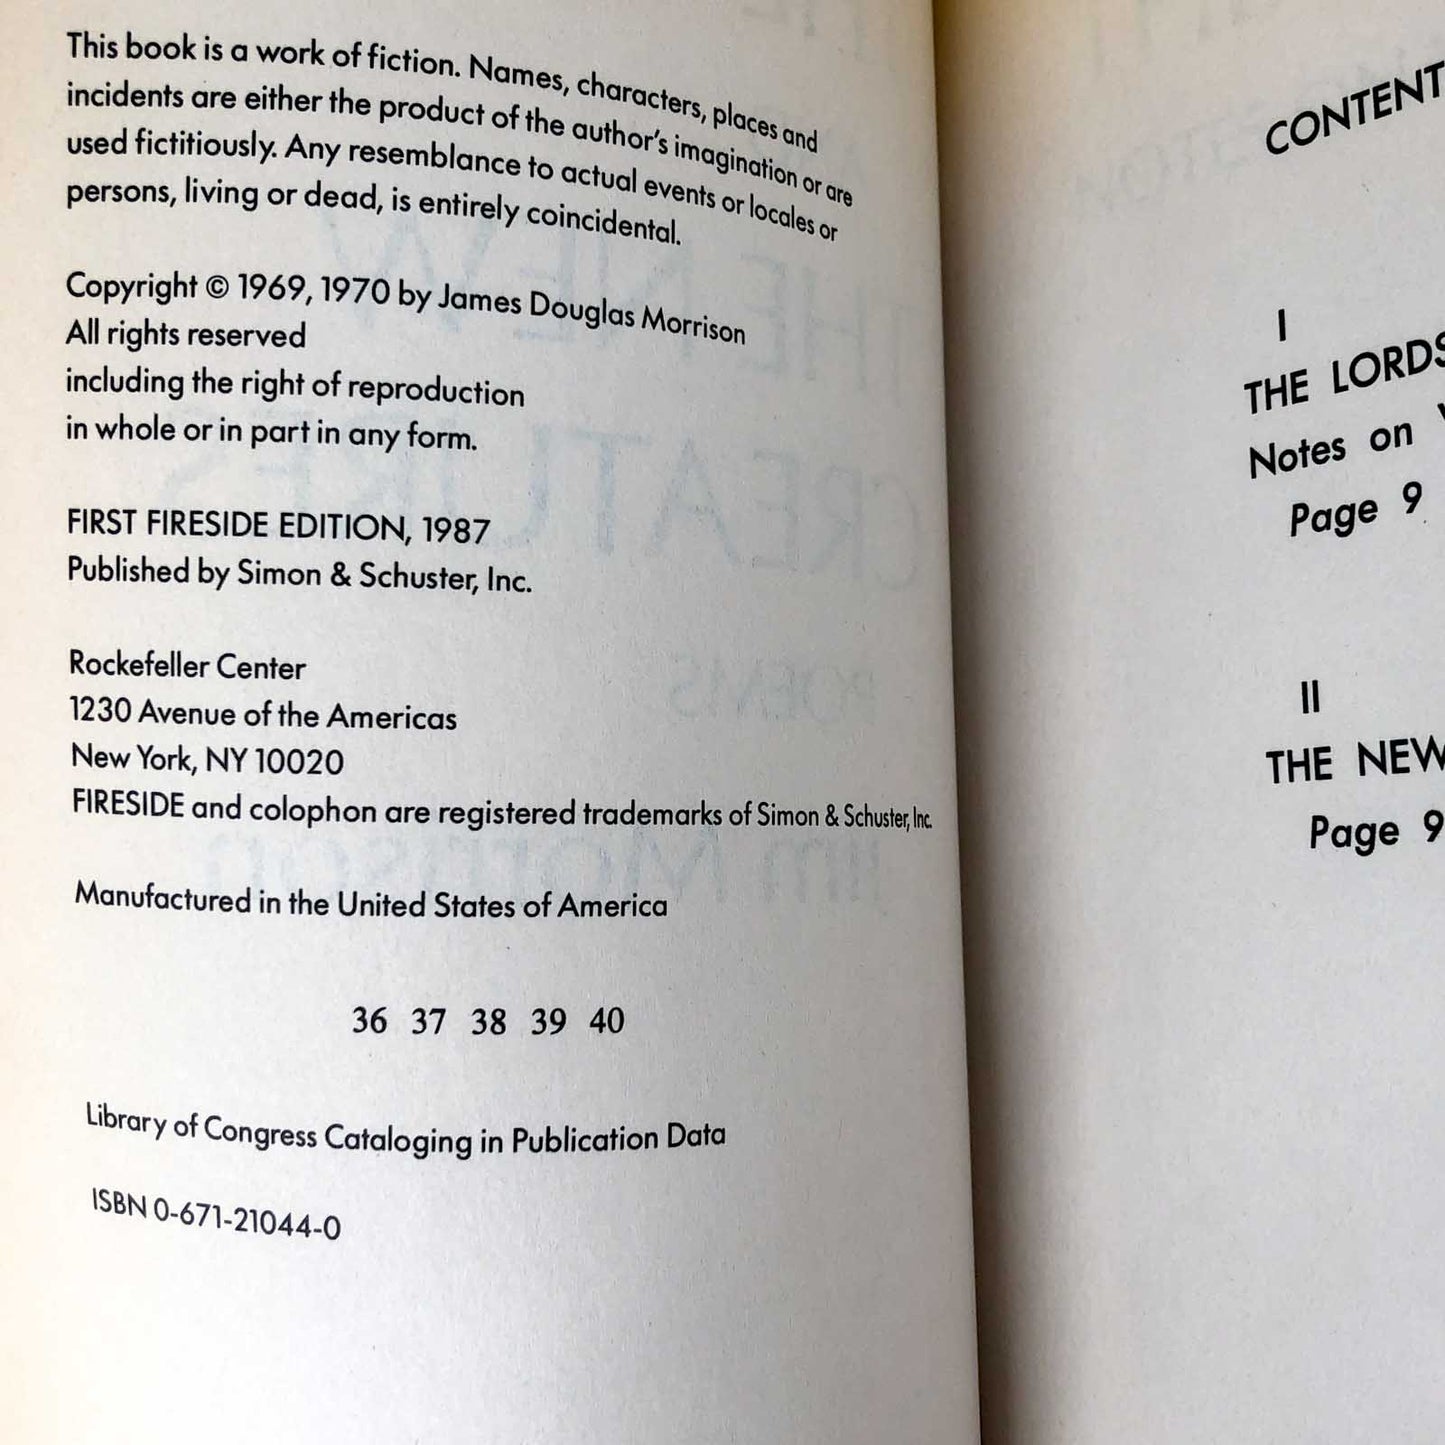 This book is a work of fiction. Names, characters, places and
incidents are either the product of the author's imagination or are
used fictitiously. Any resemblance to actual events or locales or
persons, living or dead, is entirely coincidental.
Copyright © 1969, 1970 by James Douglas Morrison
All rights reserved
including the right of reproduction
in whole or in part in any form.
FIRST FIRESIDE EDITION, 1987
Published by Simon & Schuster, Inc.
Rockefeller Center
1230 Avenue of the Americas
New York, NY 10020
FIRESIDE and colophon are registered trademarks of Simon & Schuster, Inc.
Manufactured in the United States of America
36 37 38 39 40
Library of Congress Cataloging in Publication Data
ISBN 0-671-21044-0
CONTENT
I
THE LORDS
Notes on
Page 9
II
THE NEW
Page 9